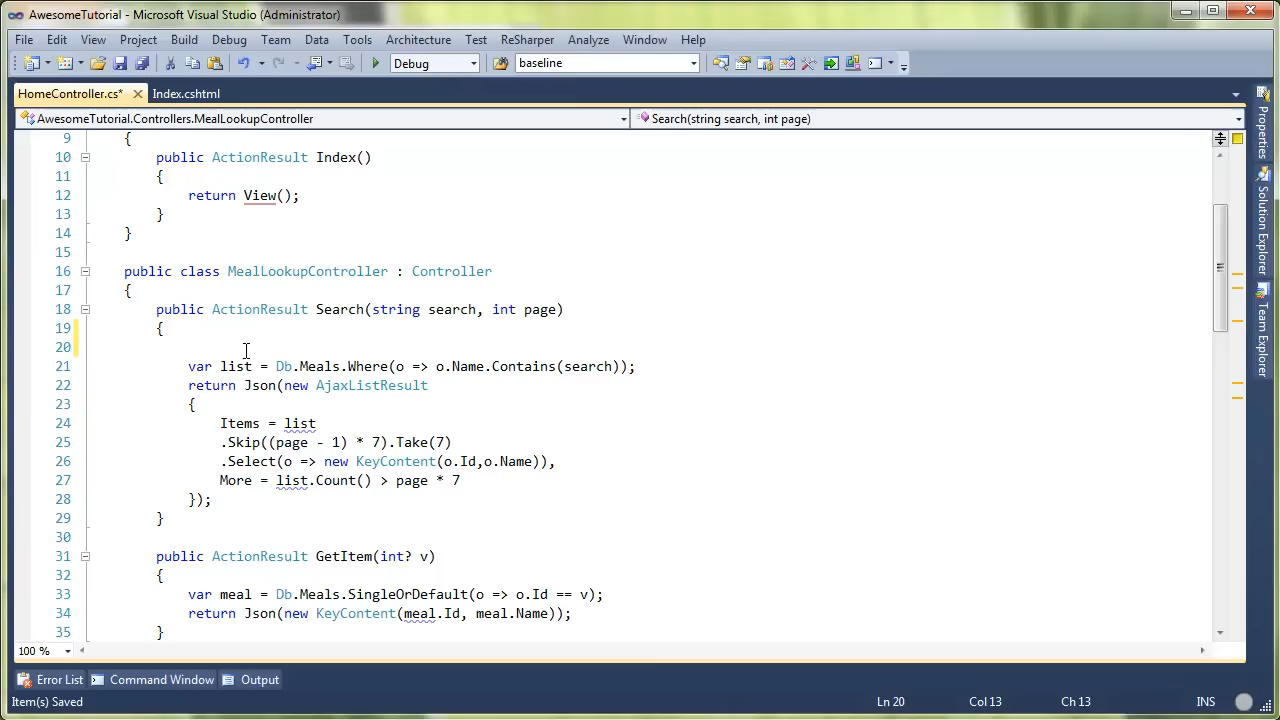 AwesomeTutorial - Microsoft Visual Studio (Administrator)
File Edit View Project Build Debug Team Data Tools Architecture Test ReSharper Analyze Window Help
Debug baseline
HomeController.cs* Index.cshtml
AwesomeTutorial.Controllers.MealLookupController Search(string search, int page)
9 {
10 public ActionResult Index()
11 {
12 return View();
13 }
14 }
15
16 public class MealLookupController : Controller
17 {
18 public ActionResult Search(string search, int page)
19 {
20
21 var list = Db.Meals.Where(o => o.Name.Contains(search));
22 return Json(new AjaxListResult
23 {
24 Items = list
25 .Skip((page - 1) * 7).Take(7)
26 .Select(o => new KeyContent(o.Id,o.Name)),
27 More = list.Count() > page * 7
28 });
29 }
30
31 public ActionResult GetItem(int? v)
32 {
33 var meal = Db.Meals.SingleOrDefault(o => o.Id == v);
34 return Json(new KeyContent(meal.Id, meal.Name));
35 }
Properties
Solution Explorer
Team Explorer
100 %
Error List Command Window Output
Item(s) Saved Ln 20 Col 13 Ch 13 INS